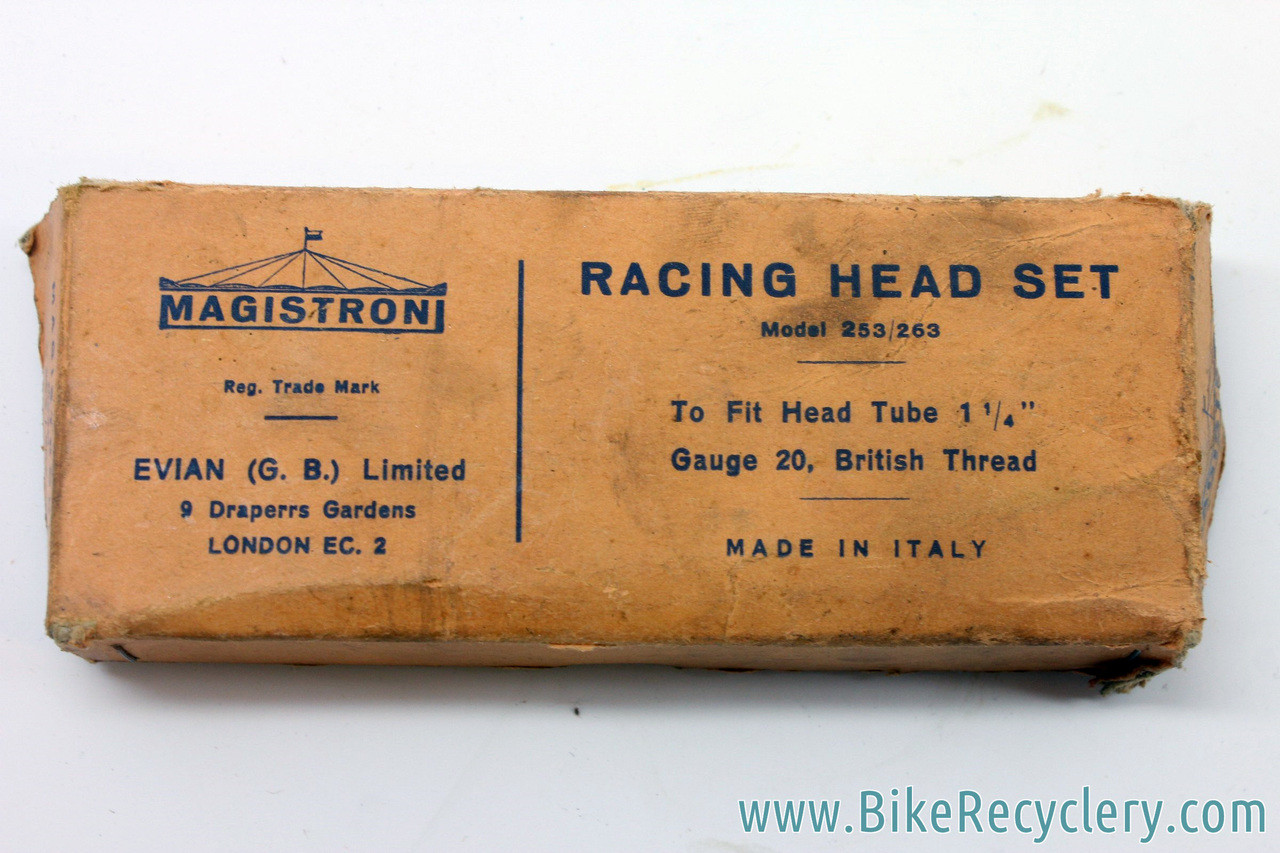 MAGISTRONI
Reg. Trade Mark
EVIAN (G. B.) Limited
9 Draperrs Gardens
LONDON EC. 2
RACING HEAD SET
Model 253/263
To Fit Head Tube 1 1/4"
Gauge 20, British Thread
MADE IN ITALY
www.BikeRecyclery.com